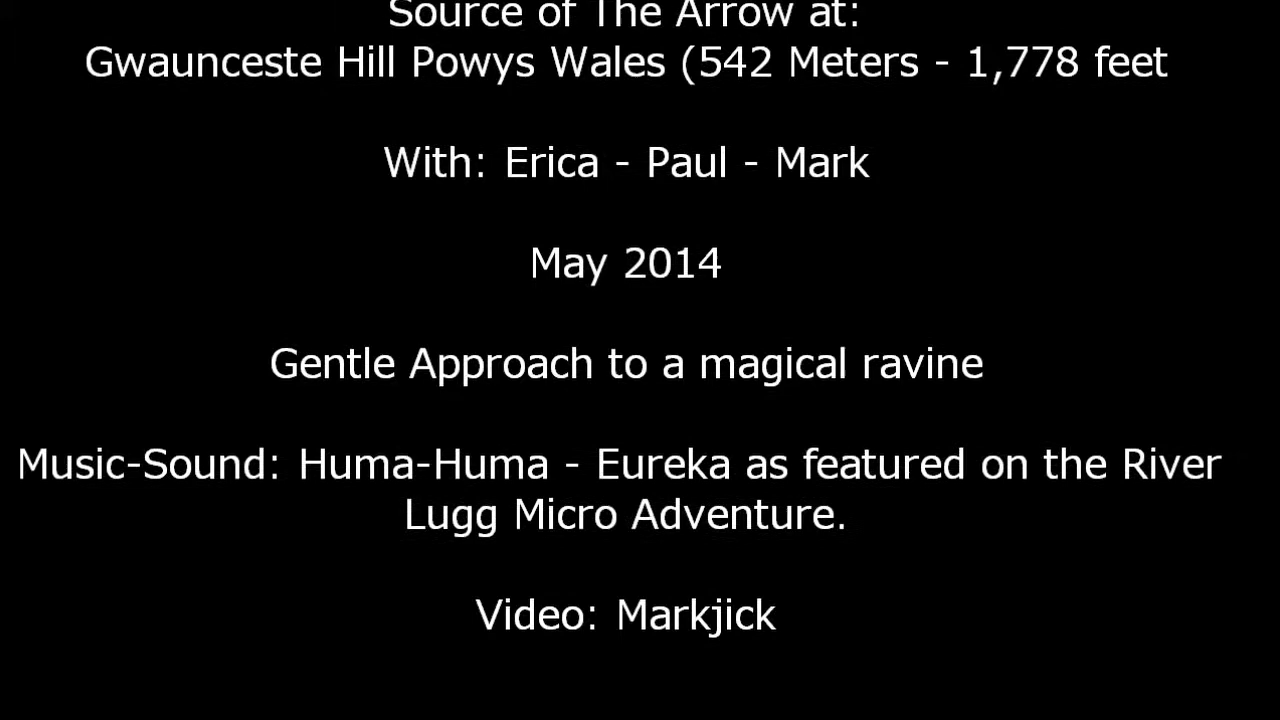 Source of The Arrow at:
Gwaunceste Hill Powys Wales (542 Meters - 1,778 feet
With: Erica - Paul - Mark
May 2014
Gentle Approach to a magical ravine
Music-Sound: Huma-Huma - Eureka as featured on the River
Lugg Micro Adventure.
Video: Markjick